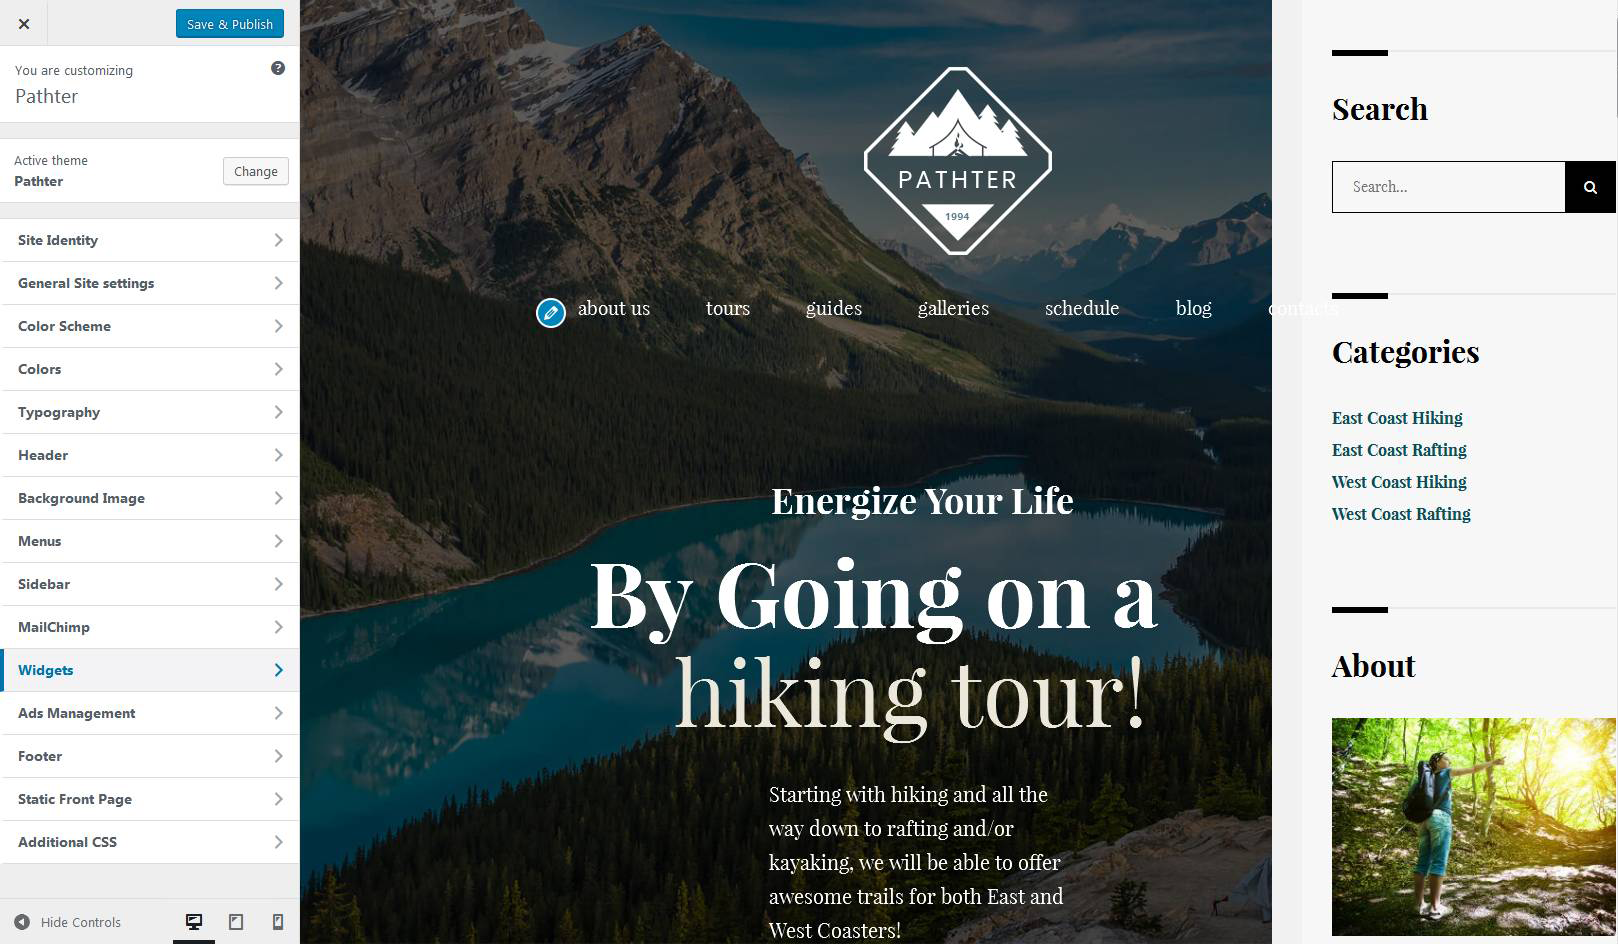 Save & Publish
You are customizing
Pathter
Active theme
Pathter
Change
Site Identity
General Site settings
Color Scheme
Colors
Typography
Header
Background Image
Menus
Sidebar
MailChimp
Widgets
Ads Management
Footer
Static Front Page
Additional CSS
Hide Controls
PATHTER
1994
about us tours guides galleries schedule blog contacts
Energize Your Life
By Going on a
hiking tour!
Starting with hiking and all the
way down to rafting and/or
kayaking, we will be able to offer
awesome trails for both East and
West Coasters!
Search
Search...
Categories
East Coast Hiking
East Coast Rafting
West Coast Hiking
West Coast Rafting
About